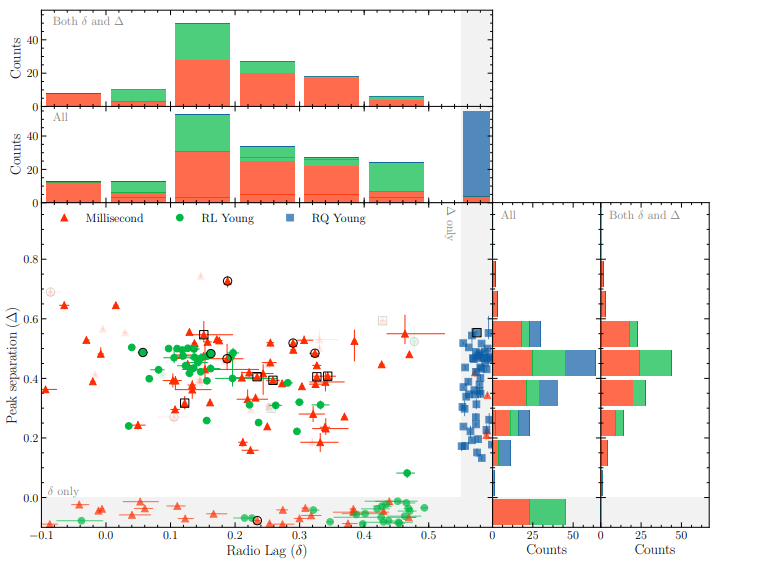 Both δ and Δ
Counts
40
20
0
All
Counts
40
20
0
Millisecond
RL Young
RQ Young
Δ only
All
Both δ and Δ
Peak separation (Δ)
0.8
0.6
0.4
0.2
0.0
δ only
−0.1
0.0
0.1
0.2
0.3
0.4
0.5
Radio Lag (δ)
0
25
50
Counts
0
25
50
Counts